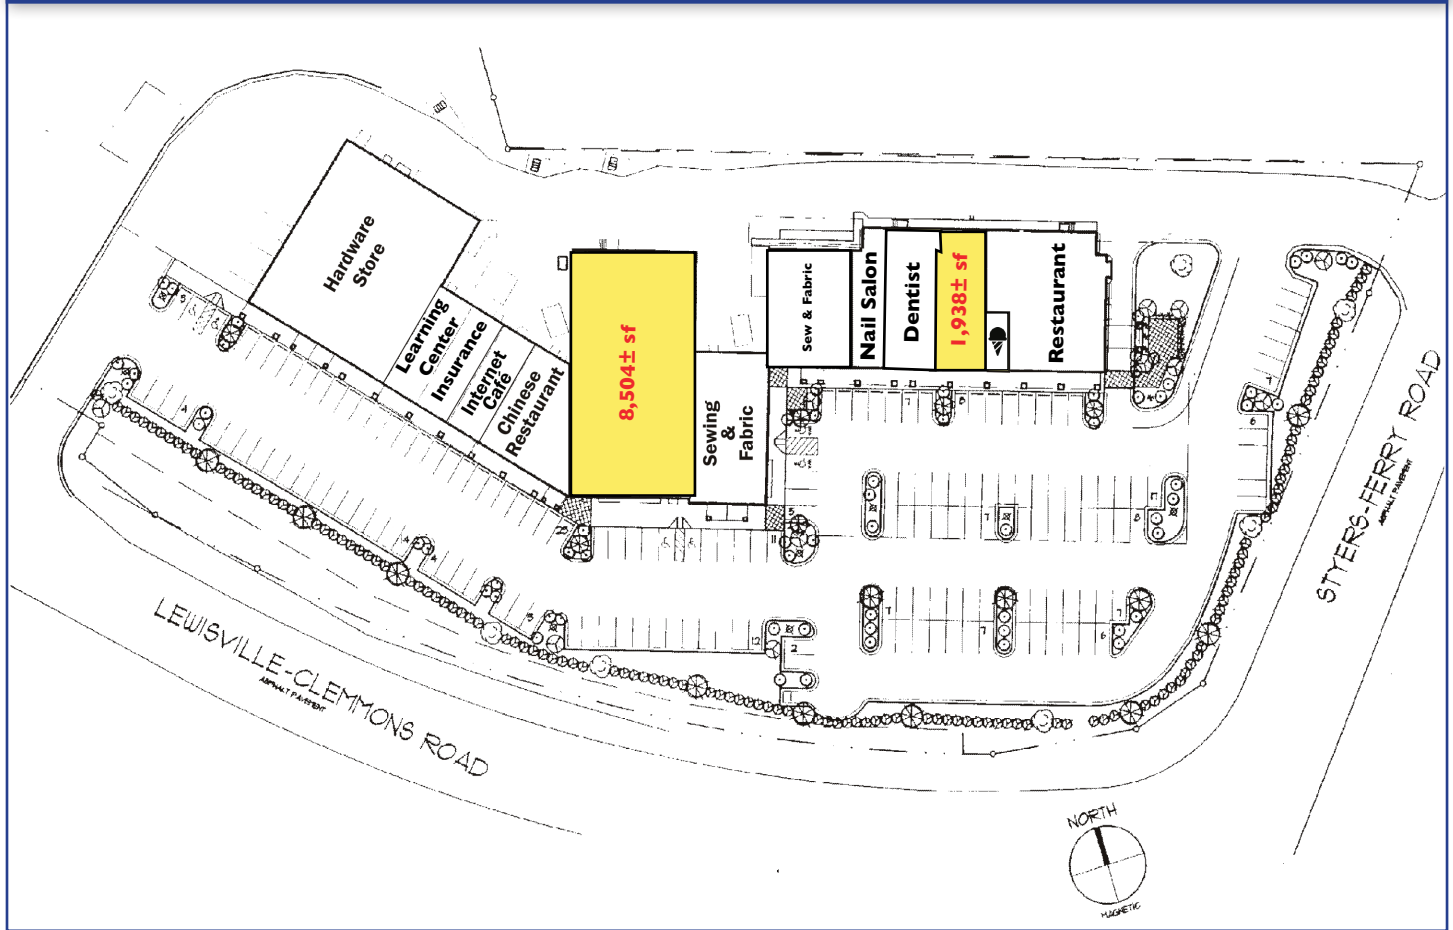 Hardware
Store
Learning
Center
Insurance
Internet
Cafe
Chinese
Restaurant
8,504± sf
Sewing
&
Fabric
Sew & Fabric
Nail Salon
Dentist
1,938± sf
Restaurant
LEWISVILLE-CLEMMONS ROAD
ASPHALT PAVEMENT
STYERS-FERRY ROAD
ASPHALT PAVEMENT
NORTH
MAGNETIC